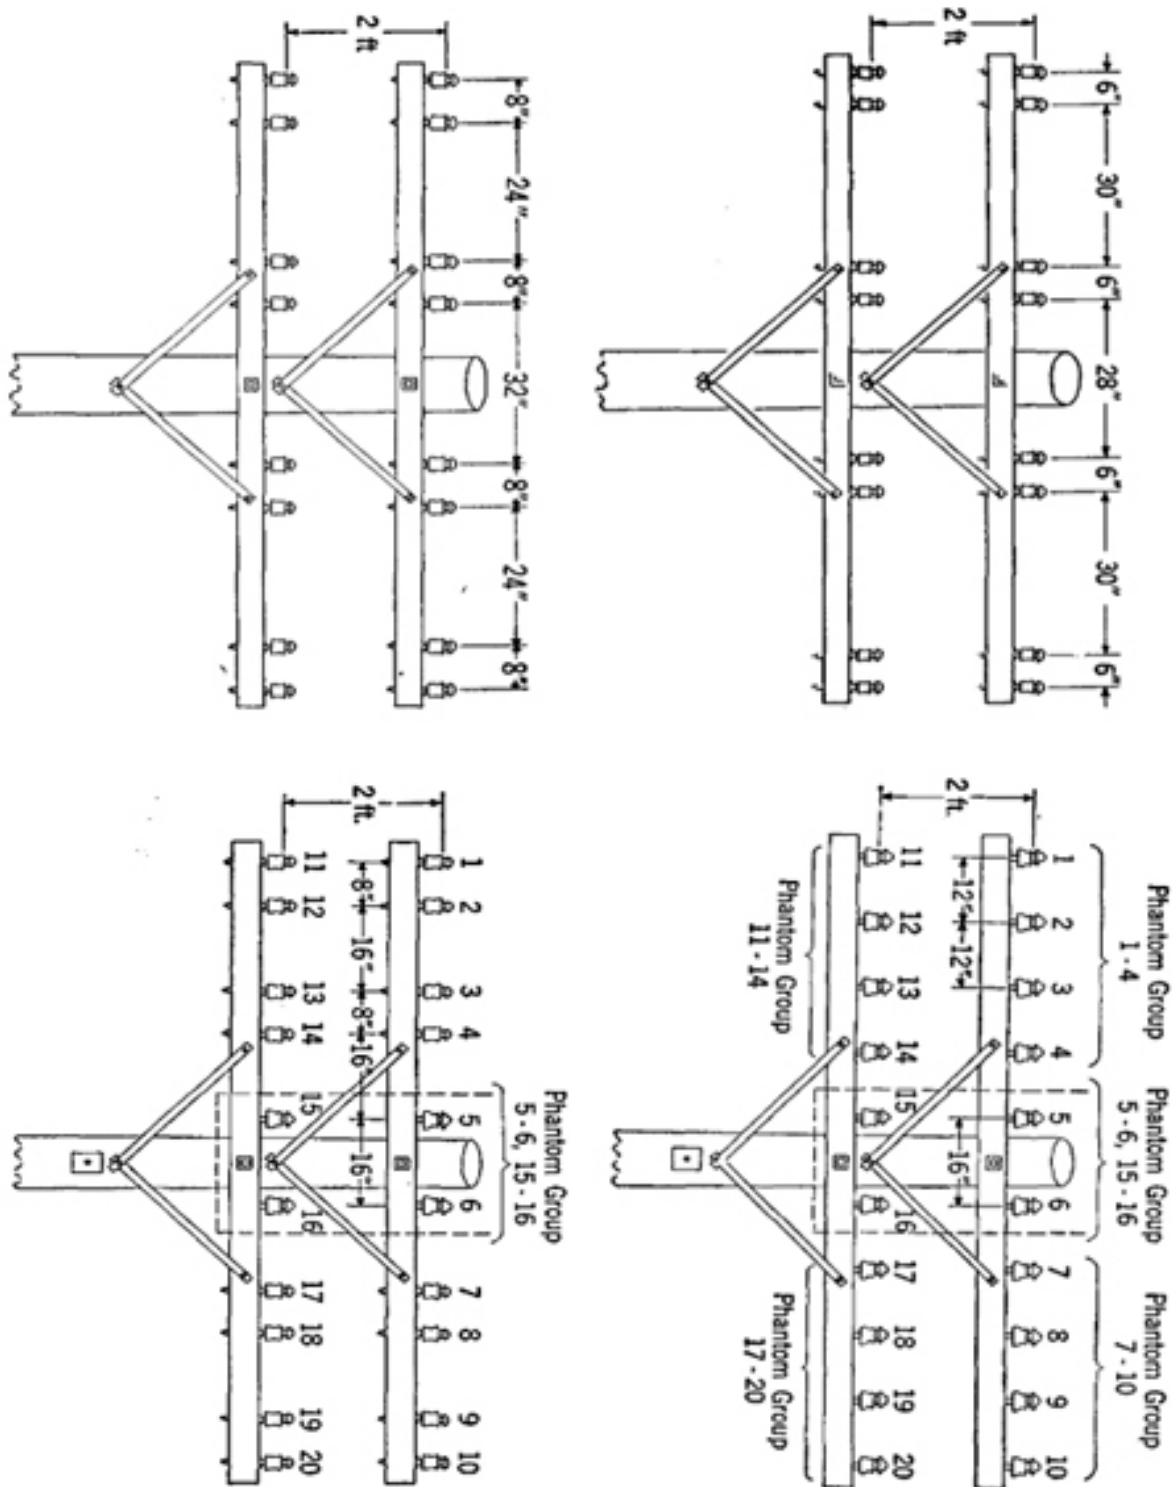 6" 30" 6" 28" 6" 30" 6"
2 ft
Phantom Group
1 - 4
Phantom Group
5 - 6, 15 - 16
Phantom Group
7 - 10
1 2 3 4 5 6 7 8 9 10
2 ft.
12" 12" 16"
11 12 13 14 15 16 17 18 19 20
Phantom Group
11 - 14
Phantom Group
17 - 20
8" 24" 8" 32" 8" 24" 8"
2 ft
Phantom Group
5 - 6, 15 - 16
1 2 3 4 5 6 7 8 9 10
2 ft.
8" 16" 8" 16" 16"
11 12 13 14 15 16 17 18 19 20